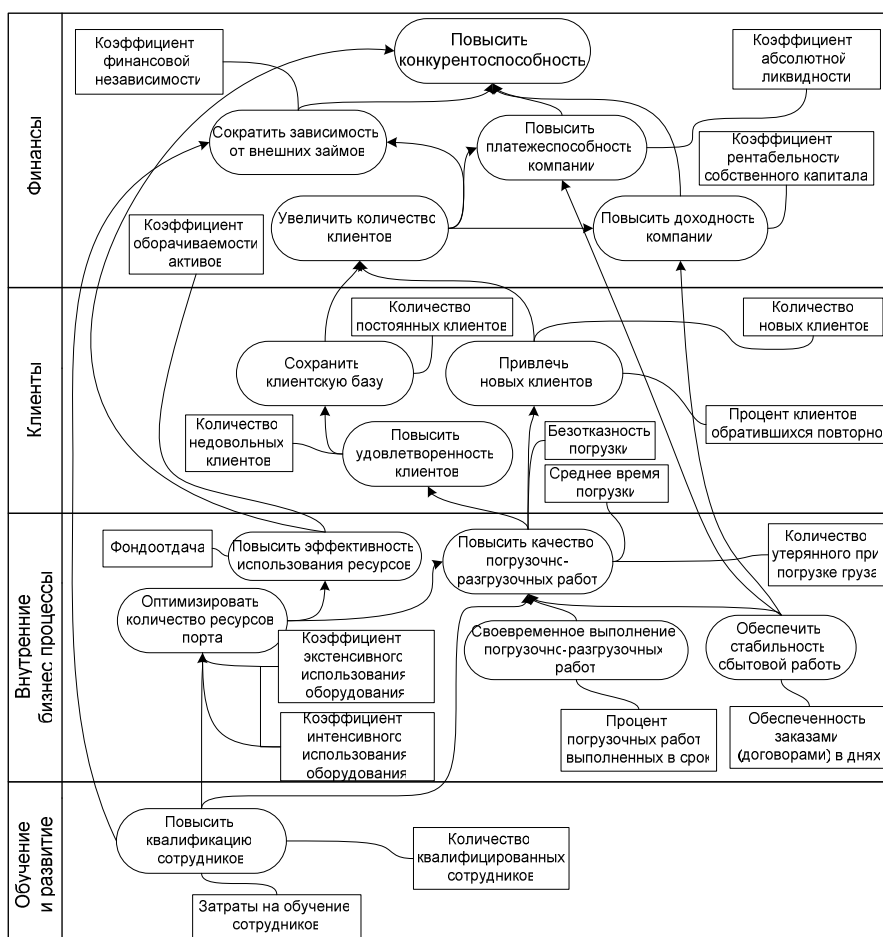 Финансы
Коэффициент
финансовой
независимости
Повысить
конкурентоспособность
Коэффициент
абсолютной
ликвидности
Сократить зависимость
от внешних займов
Повысить
платежеспособность
компании
Коэффициент
рентабельности
собственного капитала
Коэффициент
оборачиваемости
активов
Увеличить количество
клиентов
Повысить доходность
компании
Клиенты
Количество
постоянных клиентов
Количество
новых клиентов
Сохранить
клиентскую базу
Привлечь
новых клиентов
Процент клиентов
обратившихся повторно
Количество
недовольных
клиентов
Повысить
удовлетворенность
клиентов
Безотказность
погрузки
Среднее время
погрузки
Внутренние
бизнес процессы
Фондоотдача
Повысить эффективность
использования ресурсов
Повысить качество
погрузочно-
разгрузочных работ
Количество
утерянного при
погрузке груза
Оптимизировать
количество ресурсов
порта
Своевременное выполнение
погрузочно-разгрузочных
работ
Обеспечить
стабильность
сбытовой работь
Коэффициент
экстенсивного
использования
оборудования
Коэффициент
интенсивного
использования
оборудования
Процент
погрузочных работ
выполненных в срок
Обеспеченность
заказами
(договорами) в днях
Обучение
и развитие
Повысить
квалификацию
сотрудников
Количество
квалифицированных
сотрудников
Затраты на обучение
сотрудников